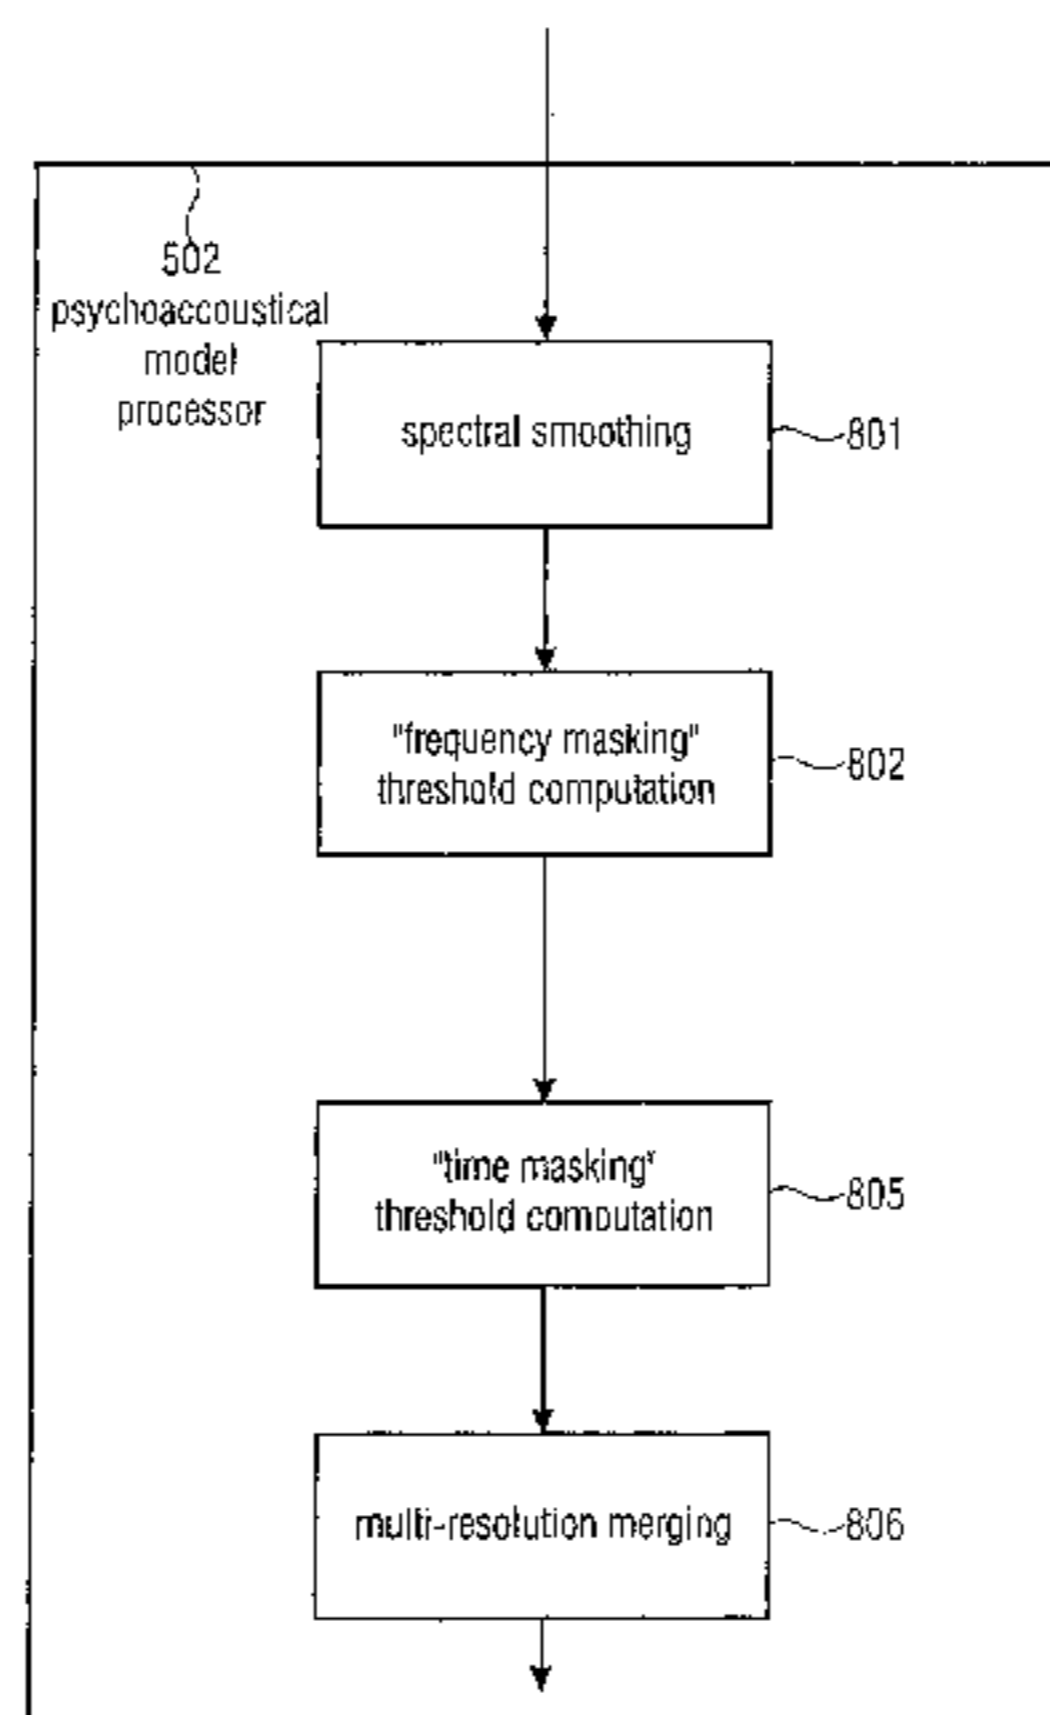 502
psychoaccoustical
model
processor
spectral smoothing
801
"frequency masking"
threshold computation
802
"time masking"
threshold computation
805
multi-resolution merging
806